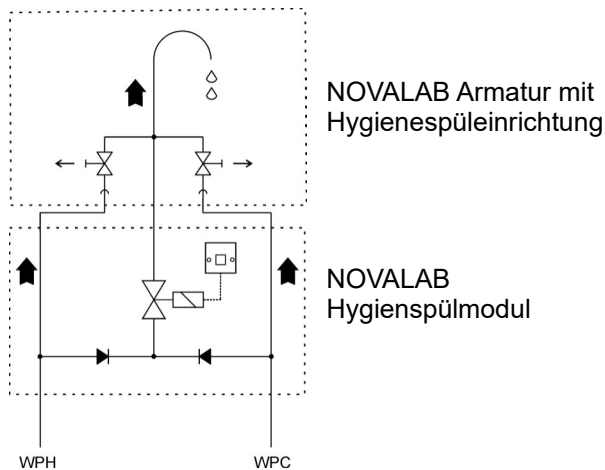 NOVALAB Armatur mit
Hygienespüleinrichtung
NOVALAB
Hygienspülmodul
WPH
WPC